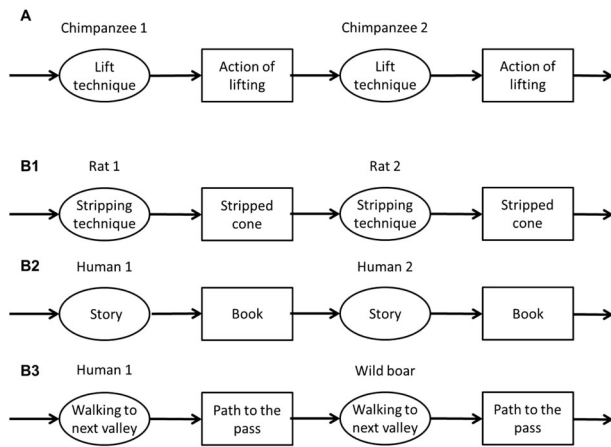 A
Chimpanzee 1 Chimpanzee 2
Lift technique Action of lifting Lift technique Action of lifting
B1
Rat 1 Rat 2
Stripping technique Stripped cone Stripping technique Stripped cone
B2
Human 1 Human 2
Story Book Story Book
B3
Human 1 Wild boar
Walking to next valley Path to the pass Walking to next valley Path to the pass